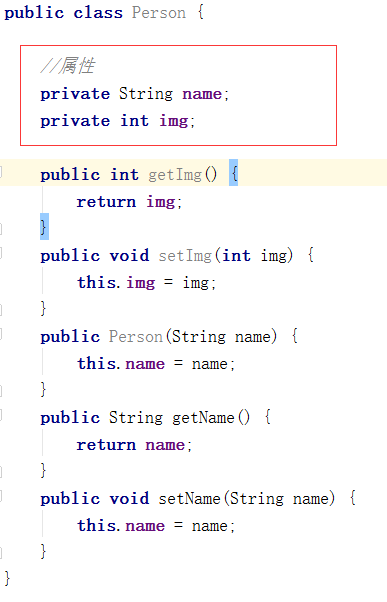 public class Person {
//属性
private String name;
private int img;
public int getImg() {
return img;
}
public void setImg(int img) {
this.img = img;
}
public Person(String name) {
this.name = name;
}
public String getName() {
return name;
}
public void setName(String name) {
this.name = name;
}
}